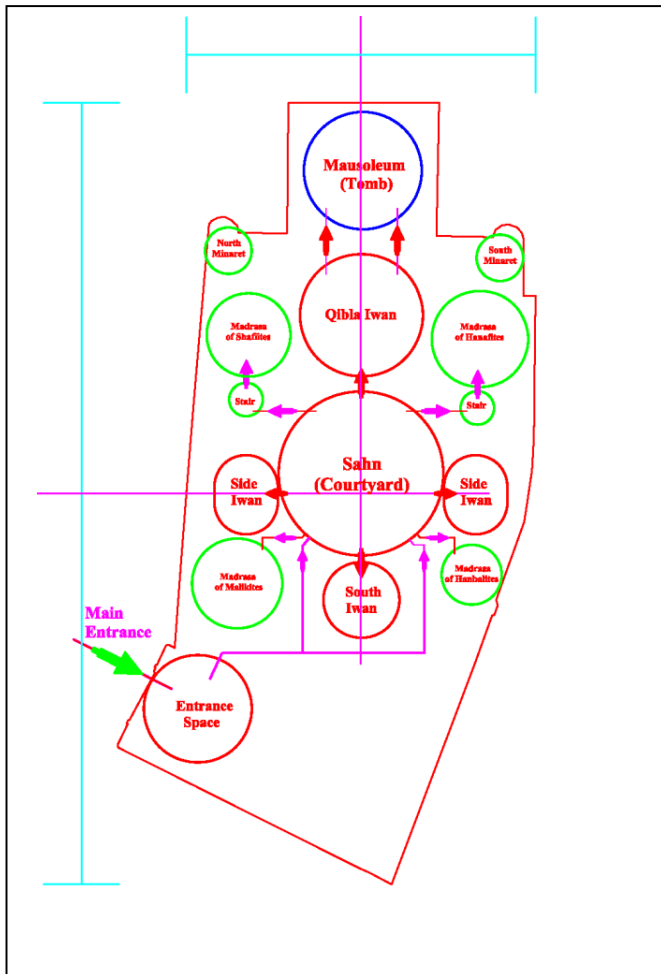 Mausoleum
(Tomb)
North
Minaret
South
Minaret
Qibla Iwan
Madrasa
of Shafiites
Madrasa
of Hanafites
Stair
Stair
Sahn
(Courtyard)
Side
Iwan
Side
Iwan
Madrasa
of Malikites
South
Iwan
Madrasa
of Hanbalites
Main
Entrance
Entrance
Space